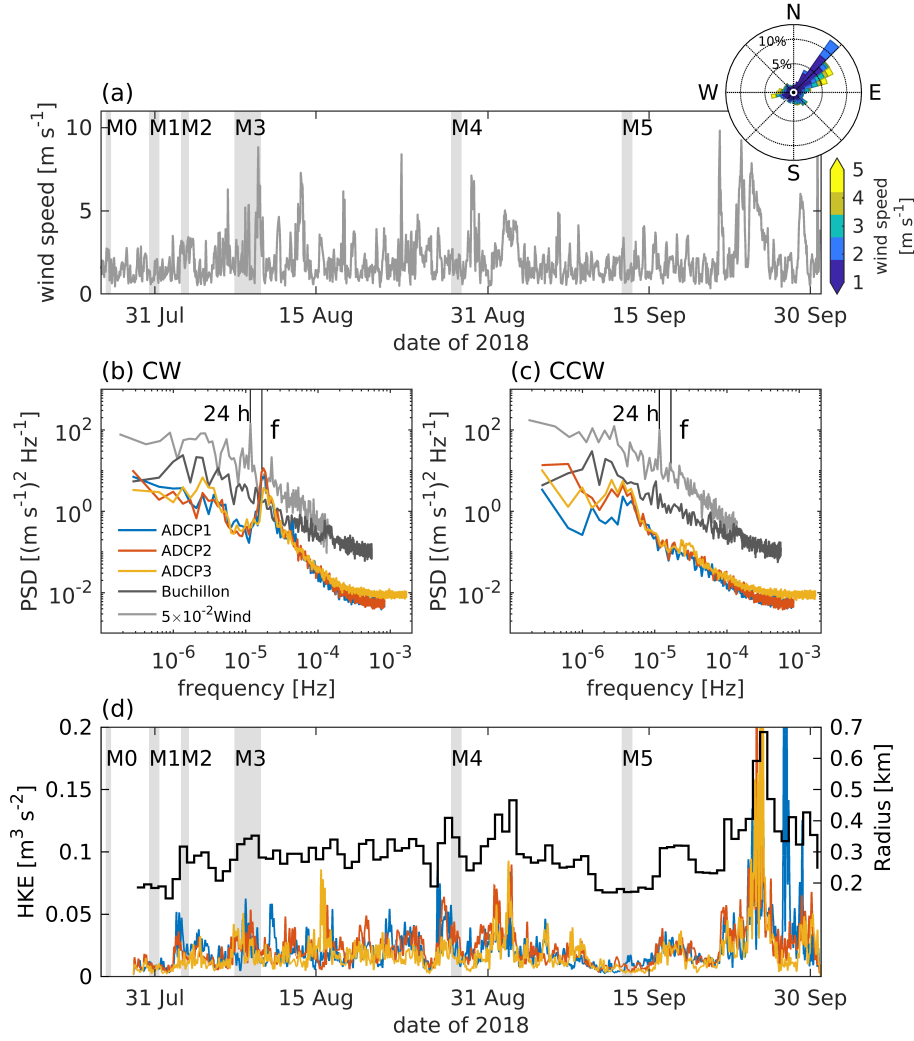 N
10%
5%
W
E
S
(a)
M0
M1
M2
M3
M4
M5
wind speed [m s⁻¹]
10
5
0
5
4
3
2
1
wind speed
[m s⁻¹]
31 Jul
15 Aug
31 Aug
15 Sep
30 Sep
date of 2018
(b) CW
24 h
f
PSD [(m s⁻¹)² Hz⁻¹]
10²
10⁰
10⁻²
ADCP1
ADCP2
ADCP3
Buchillon
5×10⁻²Wind
10⁻⁶
10⁻⁵
10⁻⁴
10⁻³
frequency [Hz]
(c) CCW
24 h
f
PSD [(m s⁻¹)² Hz⁻¹]
10²
10⁰
10⁻²
10⁻⁶
10⁻⁵
10⁻⁴
10⁻³
frequency [Hz]
(d)
M0
M1
M2
M3
M4
M5
HKE [m³ s⁻²]
0.2
0.15
0.1
0.05
0
0.7
0.6
0.5
0.4
0.3
0.2
Radius [km]
31 Jul
15 Aug
31 Aug
15 Sep
30 Sep
date of 2018